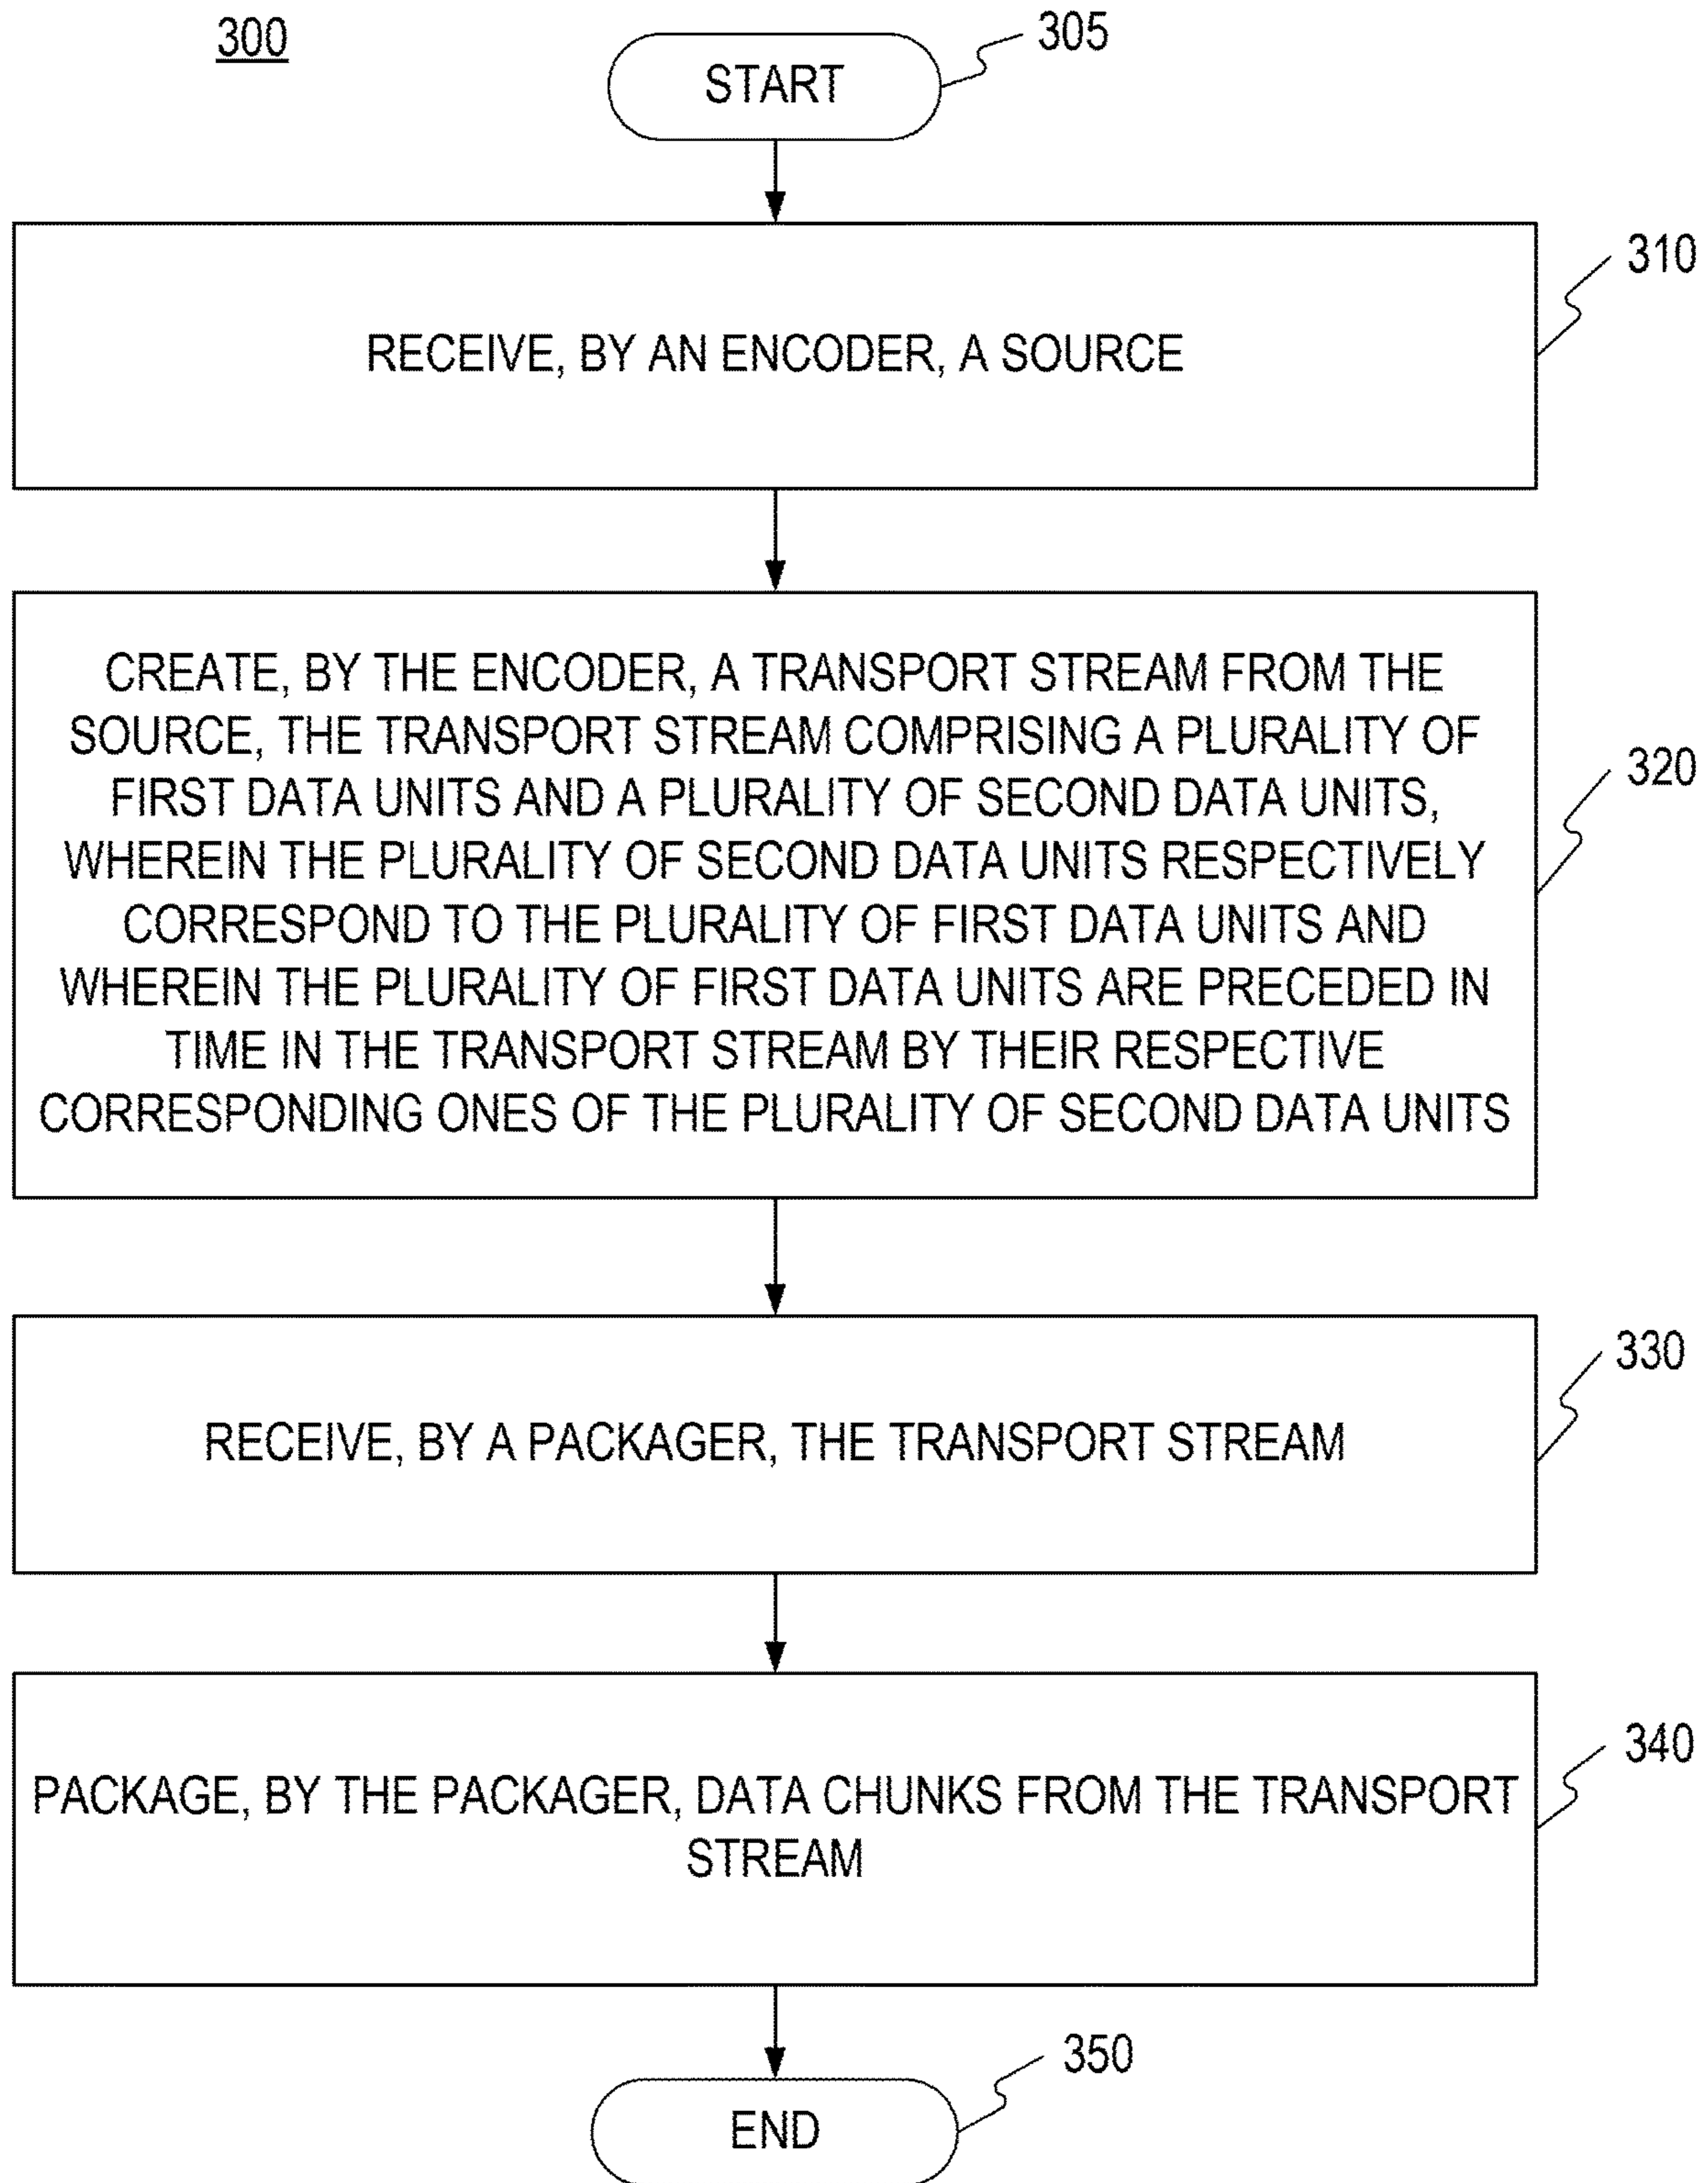 300
305
START
310
RECEIVE, BY AN ENCODER, A SOURCE
CREATE, BY THE ENCODER, A TRANSPORT STREAM FROM THE
SOURCE, THE TRANSPORT STREAM COMPRISING A PLURALITY OF
FIRST DATA UNITS AND A PLURALITY OF SECOND DATA UNITS,
WHEREIN THE PLURALITY OF SECOND DATA UNITS RESPECTIVELY
CORRESPOND TO THE PLURALITY OF FIRST DATA UNITS AND
WHEREIN THE PLURALITY OF FIRST DATA UNITS ARE PRECEDED IN
TIME IN THE TRANSPORT STREAM BY THEIR RESPECTIVE
CORRESPONDING ONES OF THE PLURALITY OF SECOND DATA UNITS
320
330
RECEIVE, BY A PACKAGER, THE TRANSPORT STREAM
340
PACKAGE, BY THE PACKAGER, DATA CHUNKS FROM THE TRANSPORT
STREAM
350
END